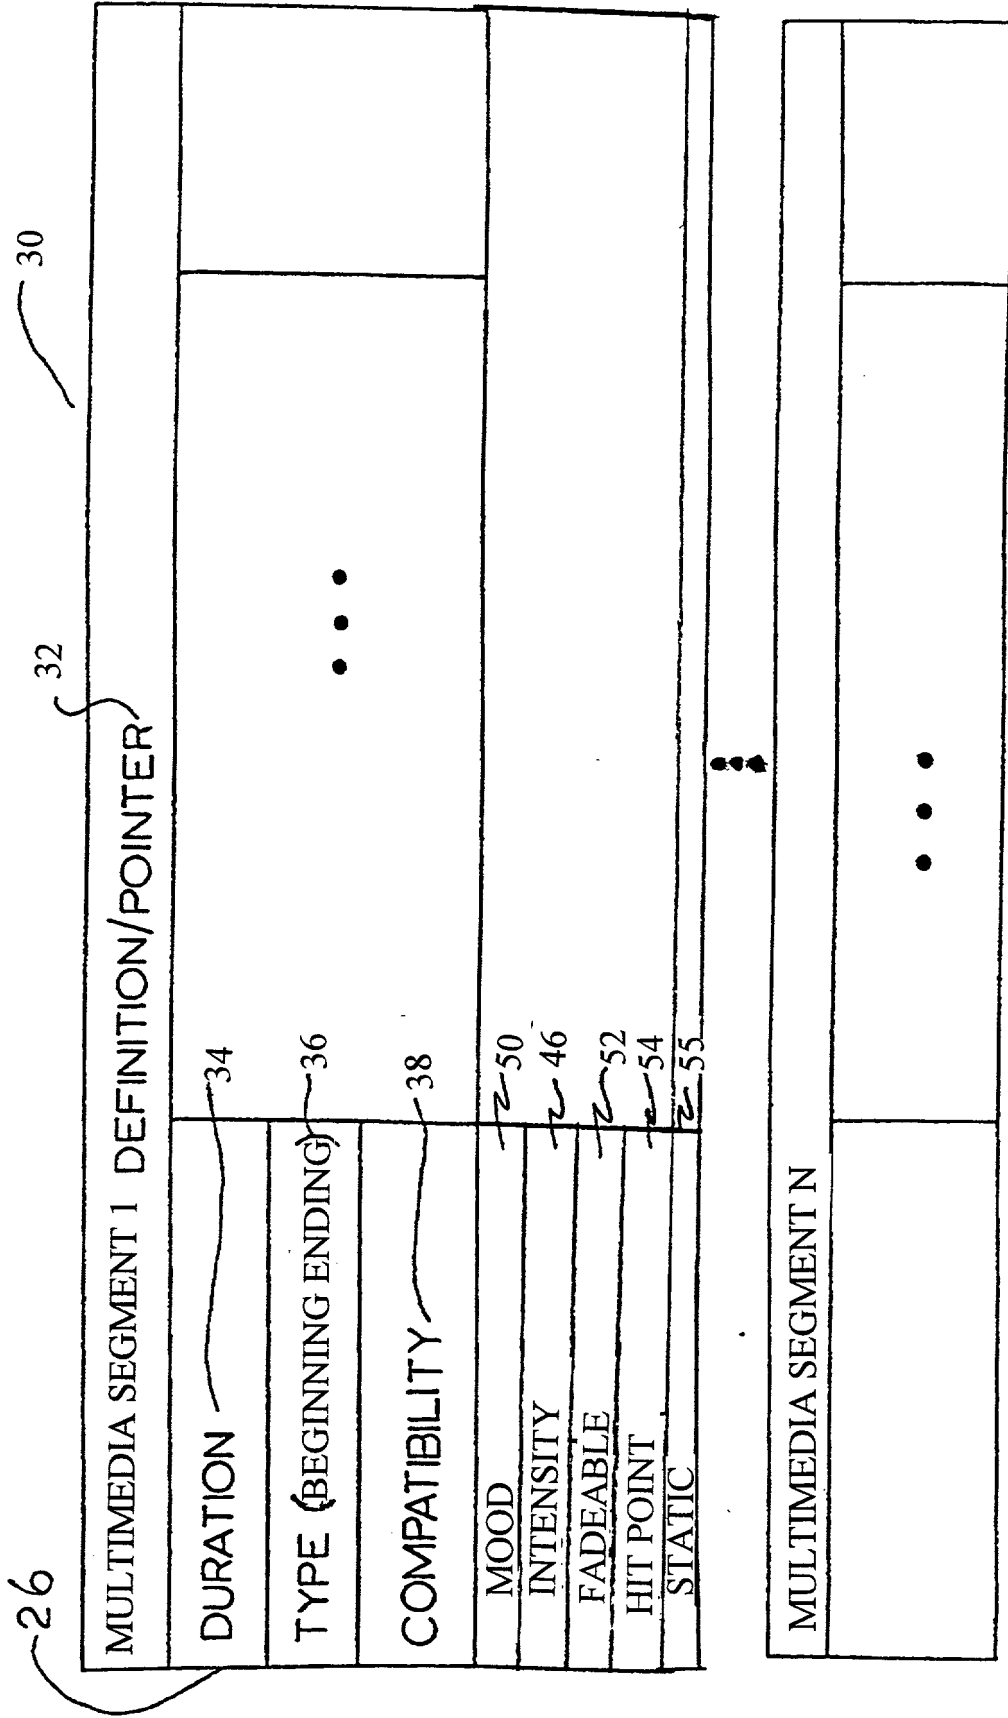 26
30
32
MULTIMEDIA SEGMENT 1 DEFINITION/POINTER
DURATION 34
TYPE (BEGINNING ENDING) 36
COMPATIBILITY 38
MOOD 50
INTENSITY 46
FADEABLE 52
HIT POINT 54
STATIC 55
MULTIMEDIA SEGMENT N